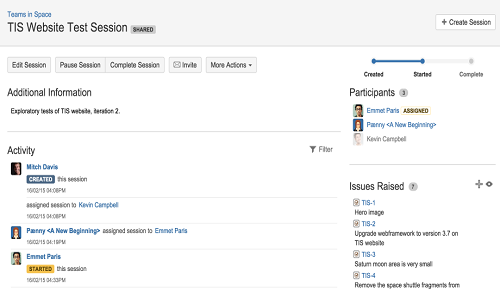 Teams in Space
TIS Website Test Session SHARED
+ Create Session
Edit Session Pause Session Complete Session Invite More Actions
Created Started Complete
Additional Information
Exploratory tests of TIS website, iteration 2.
Participants 3
Emmet Paris ASSIGNED
Pænny <A New Beginning>
Kevin Campbell
Activity
Filter
Mitch Davis
CREATED this session
16/02/15 04:08PM
assigned session to Kevin Campbell
16/02/15 04:08PM
Pænny <A New Beginning> assigned session to Emmet Paris
16/02/15 04:19PM
Emmet Paris
STARTED this session
16/02/15 04:33PM
Issues Raised 7
TIS-1
Hero image
TIS-2
Upgrade webframework to version 3.7 on
TIS website
TIS-3
Saturn moon area is very small
TIS-4
Remove the space shuttle fragments from